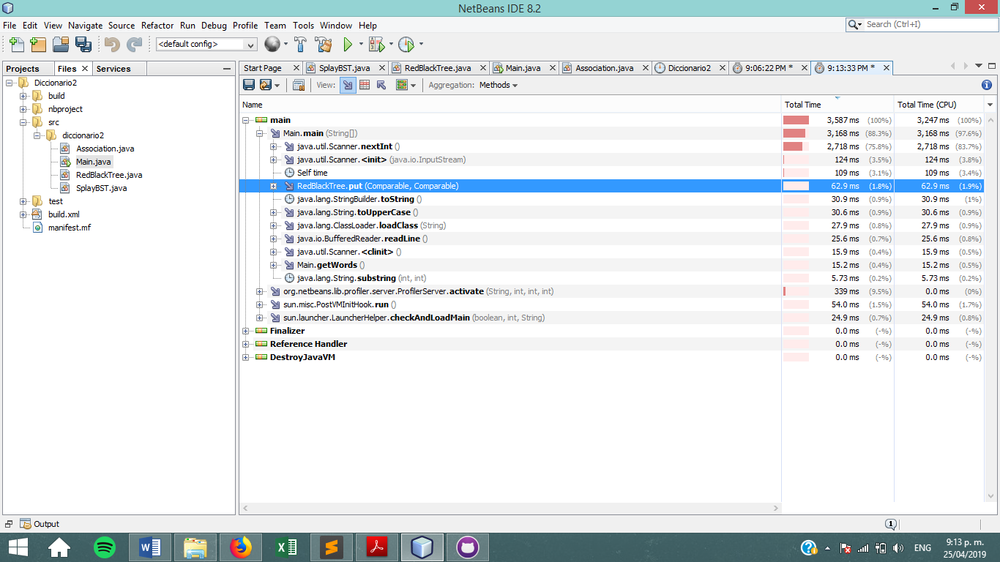 NetBeans IDE 8.2
File Edit View Navigate Source Refactor Run Debug Profile Team Tools Window Help
Search (Ctrl+I)
<default config>
Projects Files Services
Diccionario2
build
nbproject
src
diccionario2
Association.java
Main.java
RedBlackTree.java
SplayBST.java
test
build.xml
manifest.mf
Start Page SplayBST.java RedBlackTree.java Main.java Association.java Diccionario2 9:06:22 PM * 9:13:33 PM *
View: Aggregation: Methods
Name Total Time Total Time (CPU)
main 3,587 ms (100%) 3,247 ms (100%)
Main.main (String[]) 3,168 ms (88.3%) 3,168 ms (97.6%)
java.util.Scanner.nextInt () 2,718 ms (75.8%) 2,718 ms (83.7%)
java.util.Scanner.<init> (java.io.InputStream) 124 ms (3.5%) 124 ms (3.8%)
Self time 109 ms (3.1%) 109 ms (3.4%)
RedBlackTree.put (Comparable, Comparable) 62.9 ms (1.8%) 62.9 ms (1.9%)
java.lang.StringBuilder.toString () 30.9 ms (0.9%) 30.9 ms (1%)
java.lang.String.toUpperCase () 30.6 ms (0.9%) 30.6 ms (0.9%)
java.lang.ClassLoader.loadClass (String) 27.9 ms (0.8%) 27.9 ms (0.9%)
java.io.BufferedReader.readLine () 25.6 ms (0.7%) 25.6 ms (0.8%)
java.util.Scanner.<clinit> () 15.9 ms (0.4%) 15.9 ms (0.5%)
Main.getWords () 15.2 ms (0.4%) 15.2 ms (0.5%)
java.lang.String.substring (int, int) 5.73 ms (0.2%) 5.73 ms (0.2%)
org.netbeans.lib.profiler.server.ProfilerServer.activate (String, int, int, int) 339 ms (9.5%) 0.0 ms (0%)
sun.misc.PostVMInitHook.run () 54.0 ms (1.5%) 54.0 ms (1.7%)
sun.launcher.LauncherHelper.checkAndLoadMain (boolean, int, String) 24.9 ms (0.7%) 24.9 ms (0.8%)
Finalizer 0.0 ms (-%) 0.0 ms (-%)
Reference Handler 0.0 ms (-%) 0.0 ms (-%)
DestroyJavaVM 0.0 ms (-%) 0.0 ms (-%)
Output
1
ENG
9:13 p. m.
25/04/2019